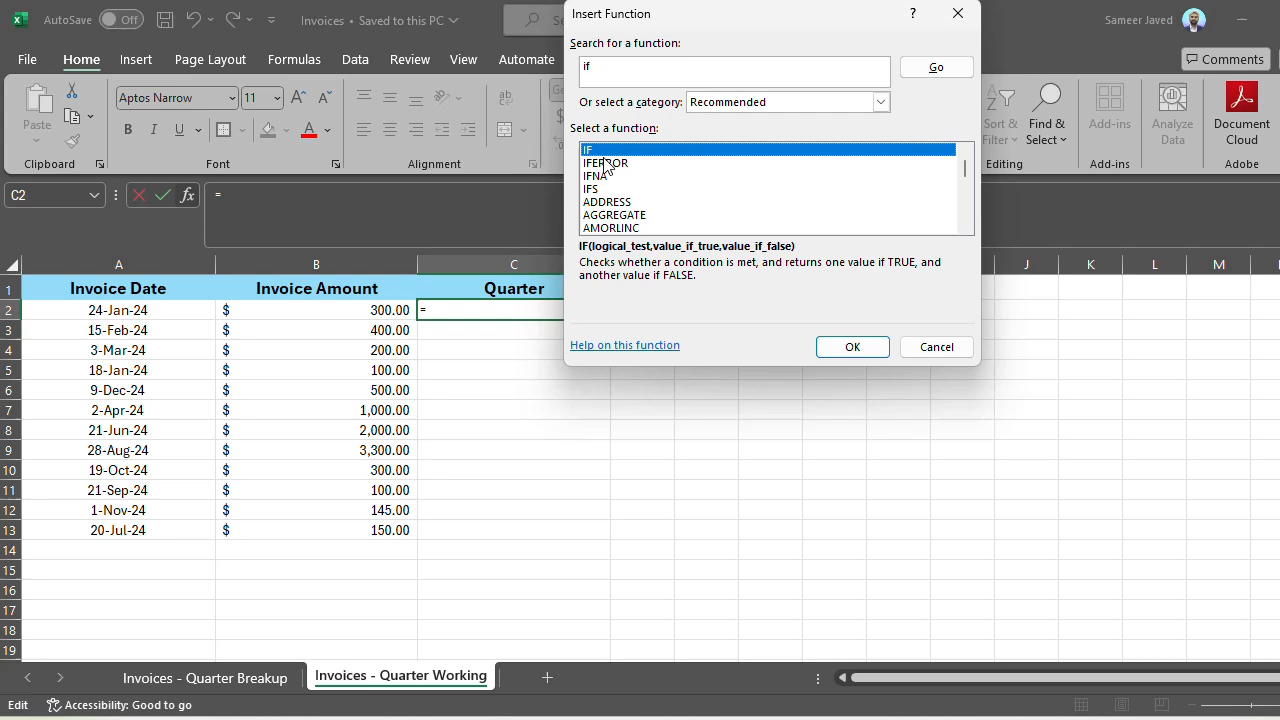 AutoSave Off
Invoices • Saved to this PC
Sameer Javed
File Home Insert Page Layout Formulas Data Review View Automate
Comments
Paste
Clipboard
Aptos Narrow 11
B I U
Font
ab
Alignment
$
Sort & Filter
Find & Select
Editing
Add-ins
Add-ins
Analyze Data
Document Cloud
Adobe
C2
fx
=
Insert Function
?
Search for a function:
if
Go
Or select a category: Recommended
Select a function:
IF
IFERROR
IFNA
IFS
ADDRESS
AGGREGATE
AMORLINC
IF(logical_test,value_if_true,value_if_false)
Checks whether a condition is met, and returns one value if TRUE, and
another value if FALSE.
Help on this function
OK
Cancel
A B C J K L M
1 Invoice Date Invoice Amount Quarter
2 24-Jan-24 $ 300.00 =
3 15-Feb-24 $ 400.00
4 3-Mar-24 $ 200.00
5 18-Jan-24 $ 100.00
6 9-Dec-24 $ 500.00
7 2-Apr-24 $ 1,000.00
8 21-Jun-24 $ 2,000.00
9 28-Aug-24 $ 3,300.00
10 19-Oct-24 $ 300.00
11 21-Sep-24 $ 100.00
12 1-Nov-24 $ 145.00
13 20-Jul-24 $ 150.00
14
15
16
17
18
19
Invoices - Quarter Breakup
Invoices - Quarter Working
Edit
Accessibility: Good to go